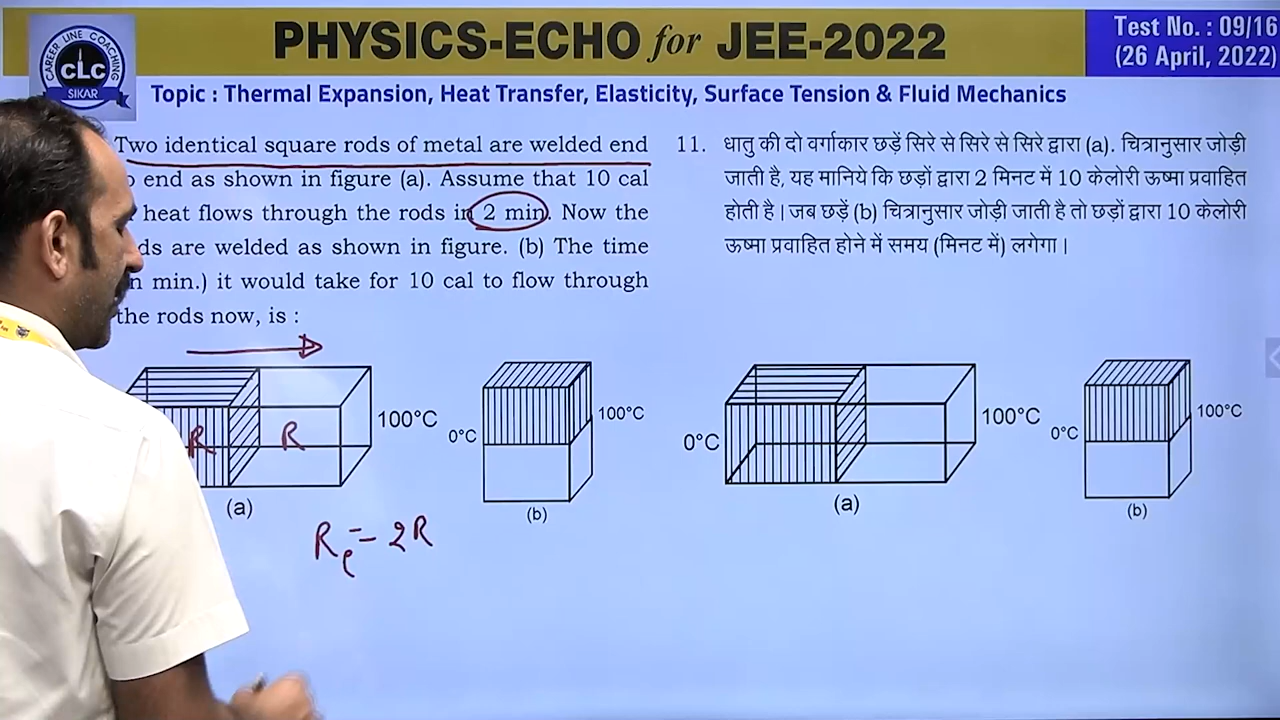 PHYSICS-ECHO for JEE-2022
Test No. : 09/16
(26 April, 2022)
CAREER LINE COACHING
CLC
SIKAR
Topic : Thermal Expansion, Heat Transfer, Elasticity, Surface Tension & Fluid Mechanics
Two identical square rods of metal are welded end
end as shown in figure (a). Assume that 10 cal
heat flows through the rods in 2 min. Now the
are welded as shown in figure. (b) The time
min.) it would take for 10 cal to flow through
the rods now, is :
100°C
0°C
100°C
R R
(a)
(b)
R = 2R
11. धातु की दो वर्गाकार छड़ें सिरे से सिरे से सिरे द्वारा (a). चित्रानुसार जोड़ी
जाती है, यह मानिये कि छड़ों द्वारा 2 मिनट में 10 केलोरी ऊष्मा प्रवाहित
होती है। जब छड़ें (b) चित्रानुसार जोड़ी जाती है तो छड़ों द्वारा 10 केलोरी
ऊष्मा प्रवाहित होने में समय (मिनट में) लगेगा।
0°C
100°C
0°C
100°C
(a)
(b)